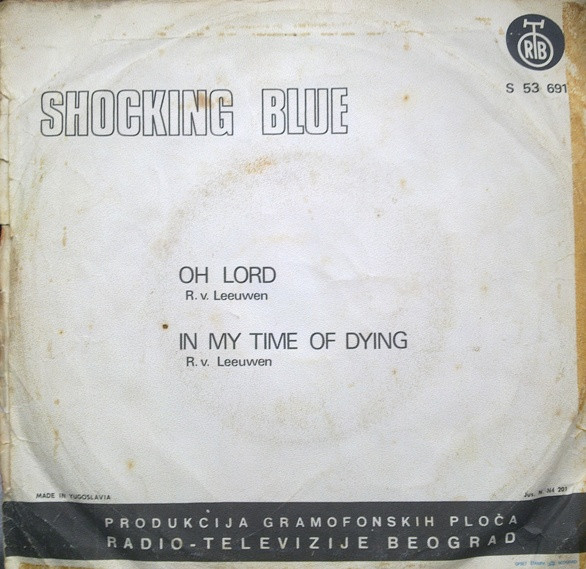 RTB
S 53 691
SHOCKING BLUE
OH LORD
R. v. Leeuwen
IN MY TIME OF DYING
R. v. Leeuwen
MADE IN YUGOSLAVIA
PRODUKCIJA GRAMOFONSKIH PLOČA
RADIO-TELEVIZIJE BEOGRAD